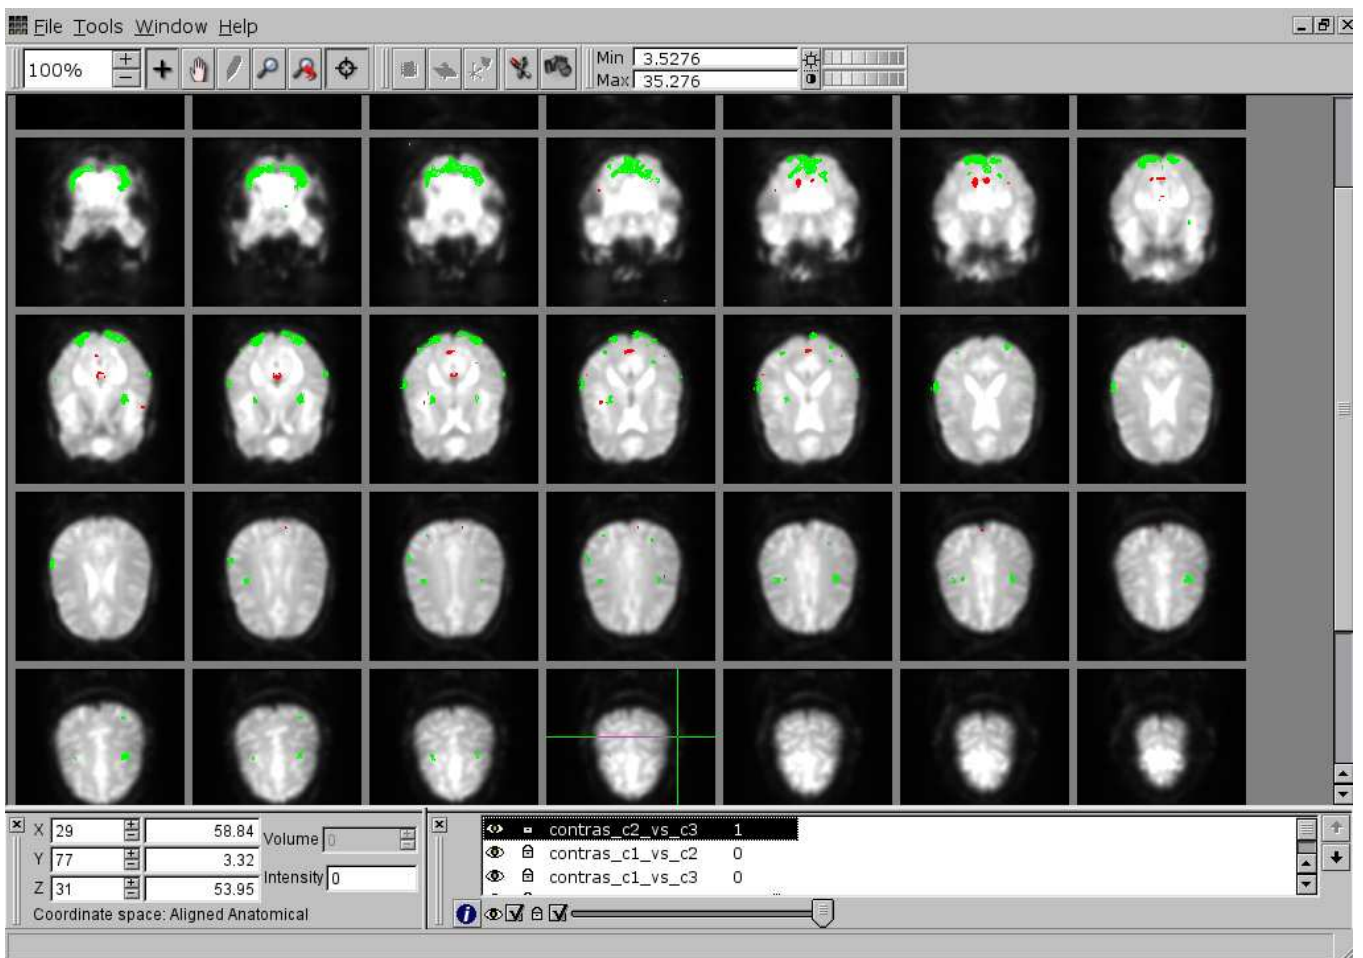 File Tools Window Help
100%
Min 3.5276
Max 35.276
X 29 58.84 Volume 0
Y 77 3.32
Z 31 53.95 Intensity 0
Coordinate space: Aligned Anatomical
contras_c2_vs_c3 1
contras_c1_vs_c2 0
contras_c1_vs_c3 0